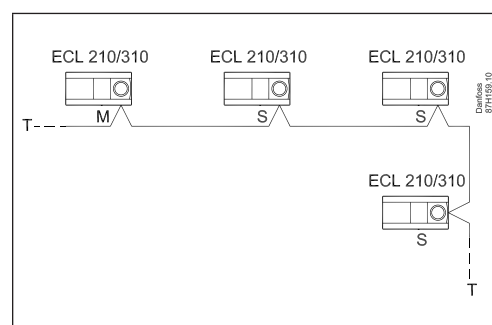 ECL 210/310
ECL 210/310
ECL 210/310
M
S
S
T
Danfoss
87H159.10
ECL 210/310
S
T